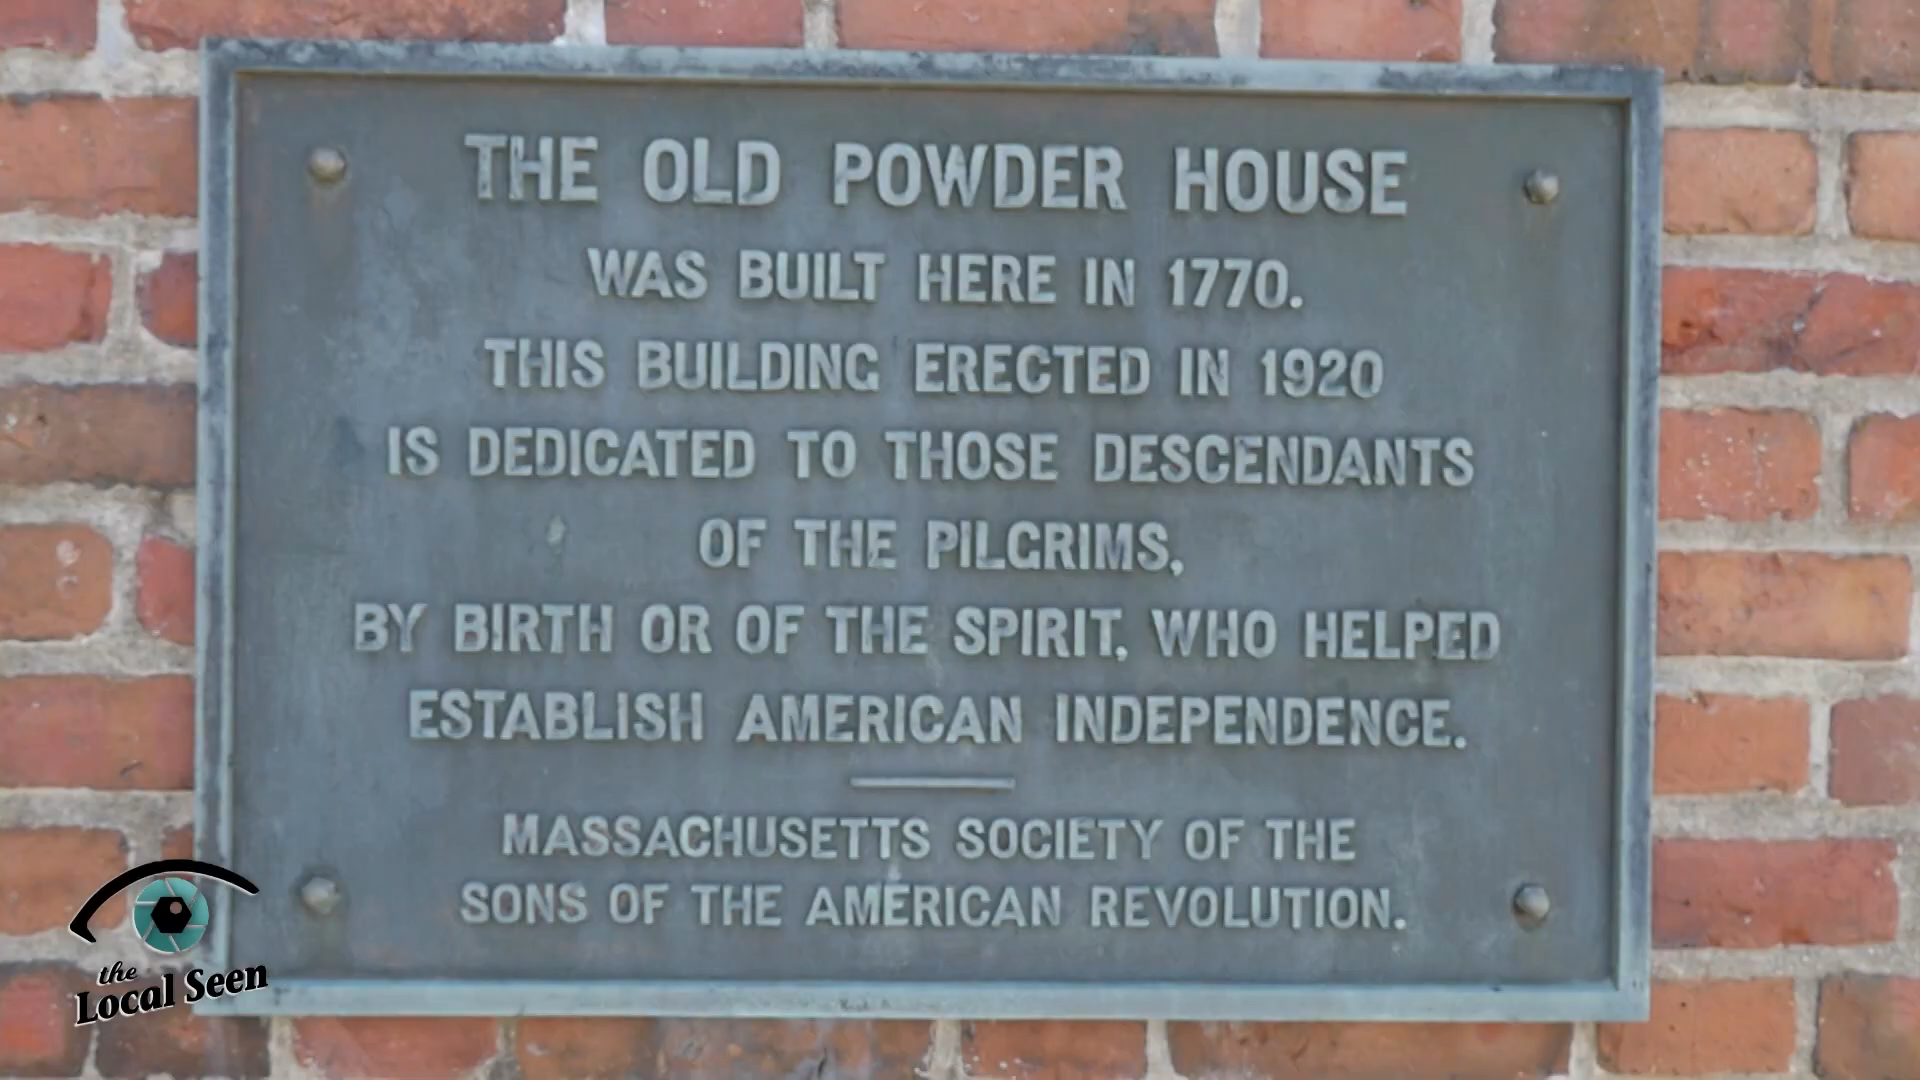 THE OLD POWDER HOUSE
WAS BUILT HERE IN 1770.
THIS BUILDING ERECTED IN 1920
IS DEDICATED TO THOSE DESCENDANTS
OF THE PILGRIMS,
BY BIRTH OR OF THE SPIRIT, WHO HELPED
ESTABLISH AMERICAN INDEPENDENCE.
MASSACHUSETTS SOCIETY OF THE
SONS OF THE AMERICAN REVOLUTION.
the
Local Seen